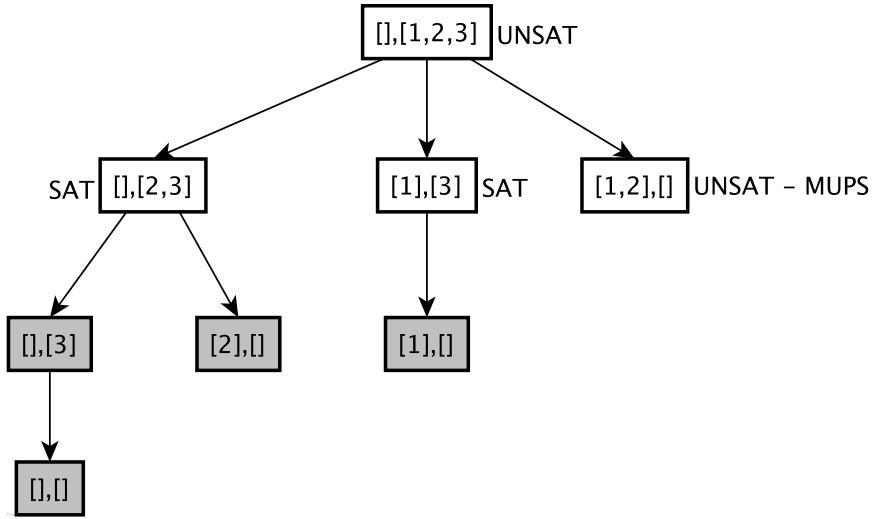 [],[1,2,3] UNSAT
SAT [],[2,3]
[1],[3] SAT
[1,2],[] UNSAT - MUPS
[],[3]
[2],[]
[1],[]
[],[]